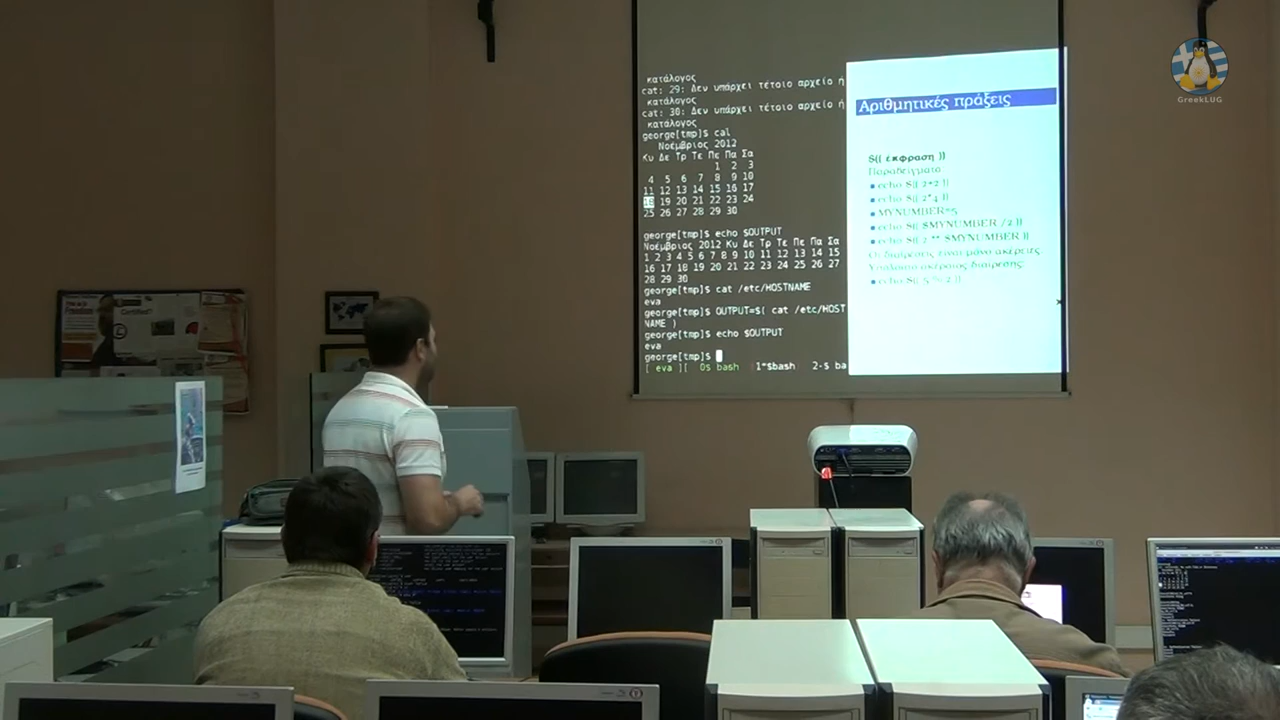 κατάλογος
cat: 29: Δεν υπάρχει τέτοιο αρχείο ή
κατάλογος
cat: 30: Δεν υπάρχει τέτοιο αρχείο ή
κατάλογος
george[tmp]$ cal
Νοέμβριος 2012
Κυ Δε Τρ Τε Πε Πα Σα
1 2 3
4 5 6 7 8 9 10
11 12 13 14 15 16 17
18 19 20 21 22 23 24
25 26 27 28 29 30
george[tmp]$ echo $OUTPUT
Νοέμβριος 2012 Κυ Δε Τρ Τε Πε Πα Σα
1 2 3 4 5 6 7 8 9 10 11 12 13 14 15
16 17 18 19 20 21 22 23 24 25 26 27
28 29 30
george[tmp]$ cat /etc/HOSTNAME
eva
george[tmp]$ OUTPUT=$( cat /etc/HOST
NAME )
george[tmp]$ echo $OUTPUT
eva
george[tmp]$
[ eva ][ 0$ bash 1*$bash 2-$ ba
Αριθμητικές πράξεις
$(( έκφραση ))
Παραδείγματα
echo $(( 2+2 ))
echo $(( 2*4 ))
MYNUMBER=5
echo $(( $MYNUMBER / 2 ))
echo $(( 2 ** $MYNUMBER ))
Οι διαιρέσεις είναι μόνο ακέραιες
Υπόλοιπο ακέραιας διαίρεσης:
echo $(( 5 % 2 ))
GreekLUG